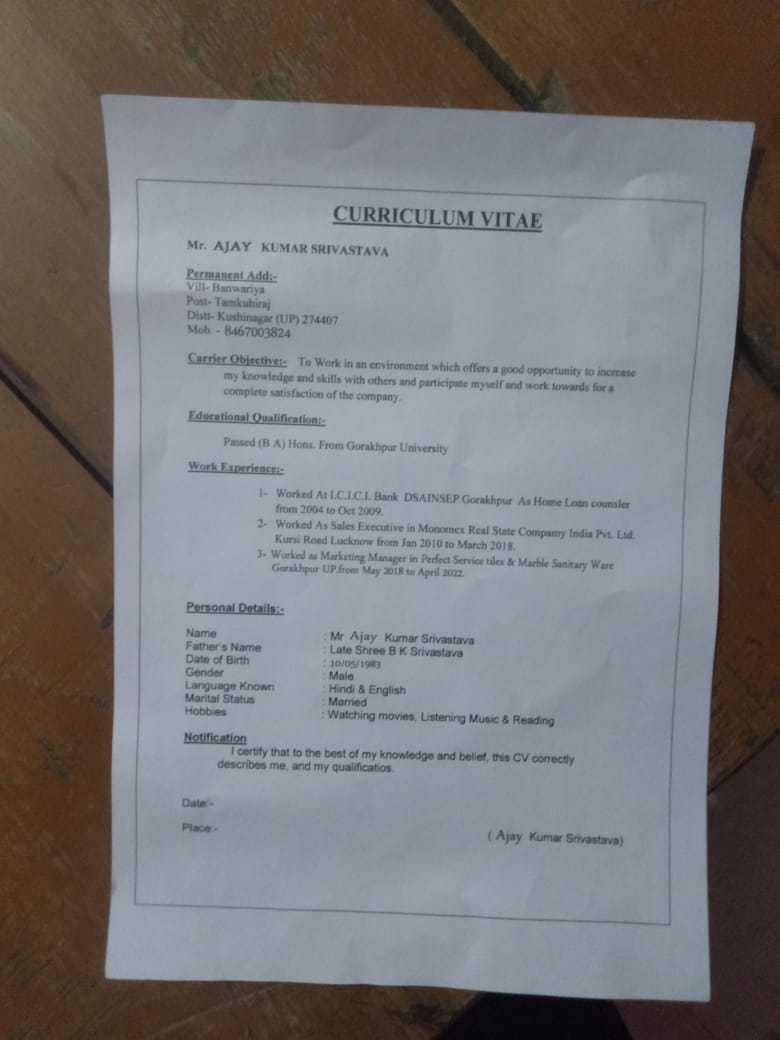 CURRICULUM VITAE
Mr. AJAY KUMAR SRIVASTAVA
Permanent Add:-
Vill- Banwariya
Post- Tamkuhiraj
Distt- Kushinagar (UP) 274407
Mob. - 8467003824
Carrier Objective:- To Work in an environment which offers a good opportunity to increase
my knowledge and skills with others and participate myself and work towards for a
complete satisfaction of the company.
Educational Qualification:-
Passed (B A) Hons. From Gorakhpur University
Work Experience:-
1- Worked At I.C.I.C.I. Bank DSAINSEP Gorakhpur As Home Loan counsler
from 2004 to Oct 2009.
2- Worked As Sales Executive in Monomex Real State Compamy India Pvt. Ltd.
Kursi Road Lucknow from Jan 2010 to March 2018.
3- Worked as Marketing Manager in Perfect Service tiles & Marble Sanitary Ware
Gorakhpur UP.from May 2018 to April 2022.
Personal Details:-
Name : Mr Ajay Kumar Srivastava
Father's Name : Late Shree B K Srivastava
Date of Birth : 10/05/1983
Gender : Male
Language Known : Hindi & English
Marital Status : Married
Hobbies : Watching movies, Listening Music & Reading
Notification
I certify that to the best of my knowledge and belief, this CV correctly
describes me, and my qualificatios.
Date:-
Place:-
( Ajay Kumar Srivastava)